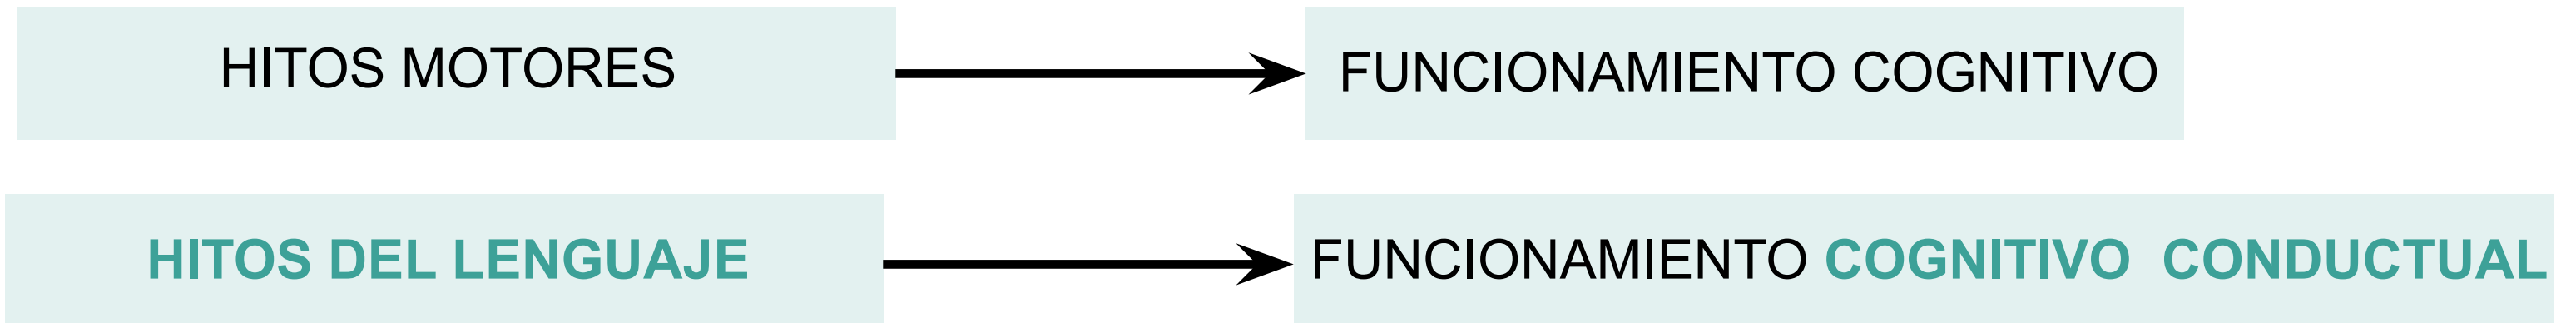 HITOS MOTORES
FUNCIONAMIENTO COGNITIVO
HITOS DEL LENGUAJE
FUNCIONAMIENTO COGNITIVO CONDUCTUAL